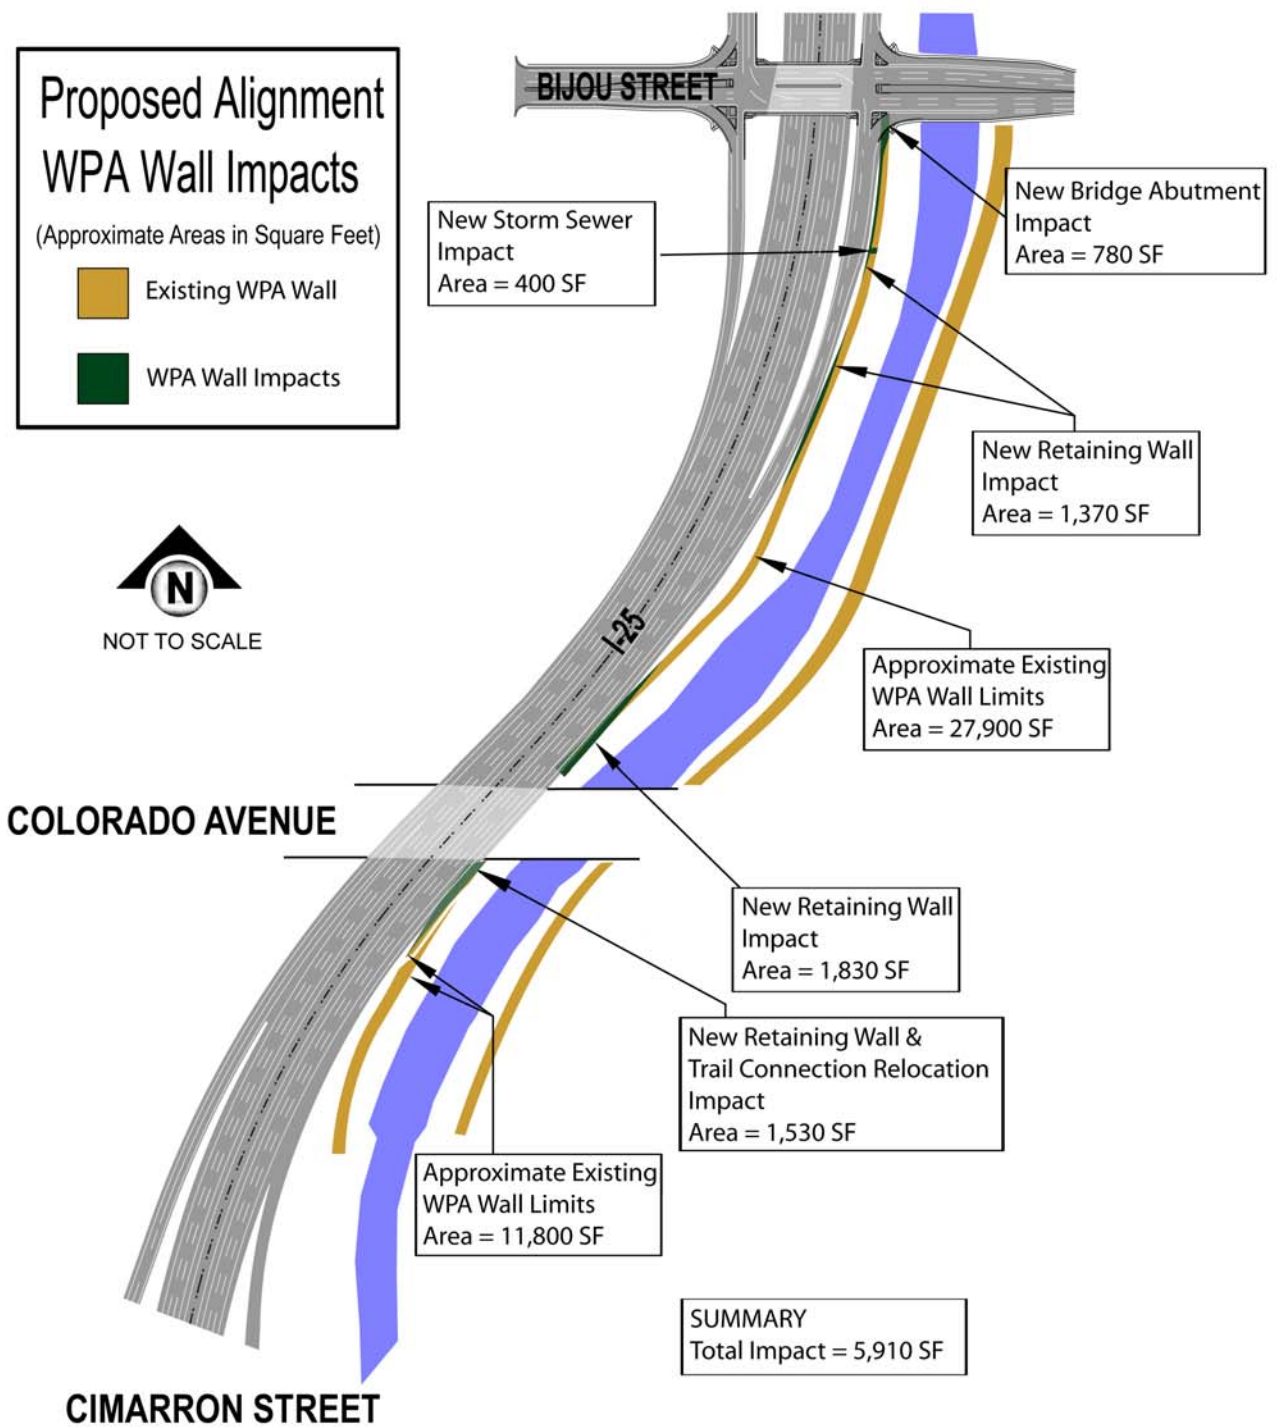 Proposed Alignment
WPA Wall Impacts
(Approximate Areas in Square Feet)
Existing WPA Wall
WPA Wall Impacts
BIJOU STREET
New Storm Sewer
Impact
Area = 400 SF
New Bridge Abutment
Impact
Area = 780 SF
New Retaining Wall
Impact
Area = 1,370 SF
N
NOT TO SCALE
I-25
Approximate Existing
WPA Wall Limits
Area = 27,900 SF
COLORADO AVENUE
New Retaining Wall
Impact
Area = 1,830 SF
New Retaining Wall &
Trail Connection Relocation
Impact
Area = 1,530 SF
Approximate Existing
WPA Wall Limits
Area = 11,800 SF
SUMMARY
Total Impact = 5,910 SF
CIMARRON STREET